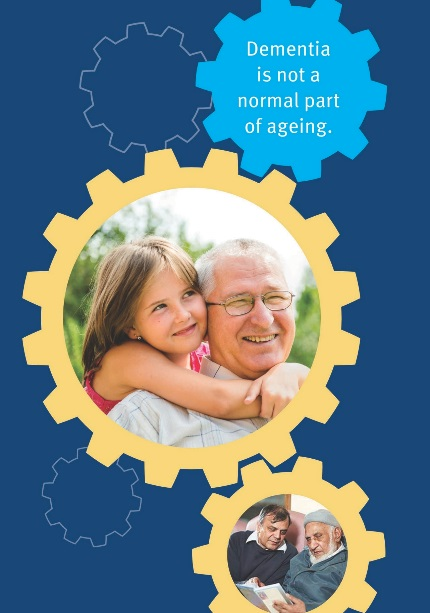 Dementia
is not a
normal part
of ageing.